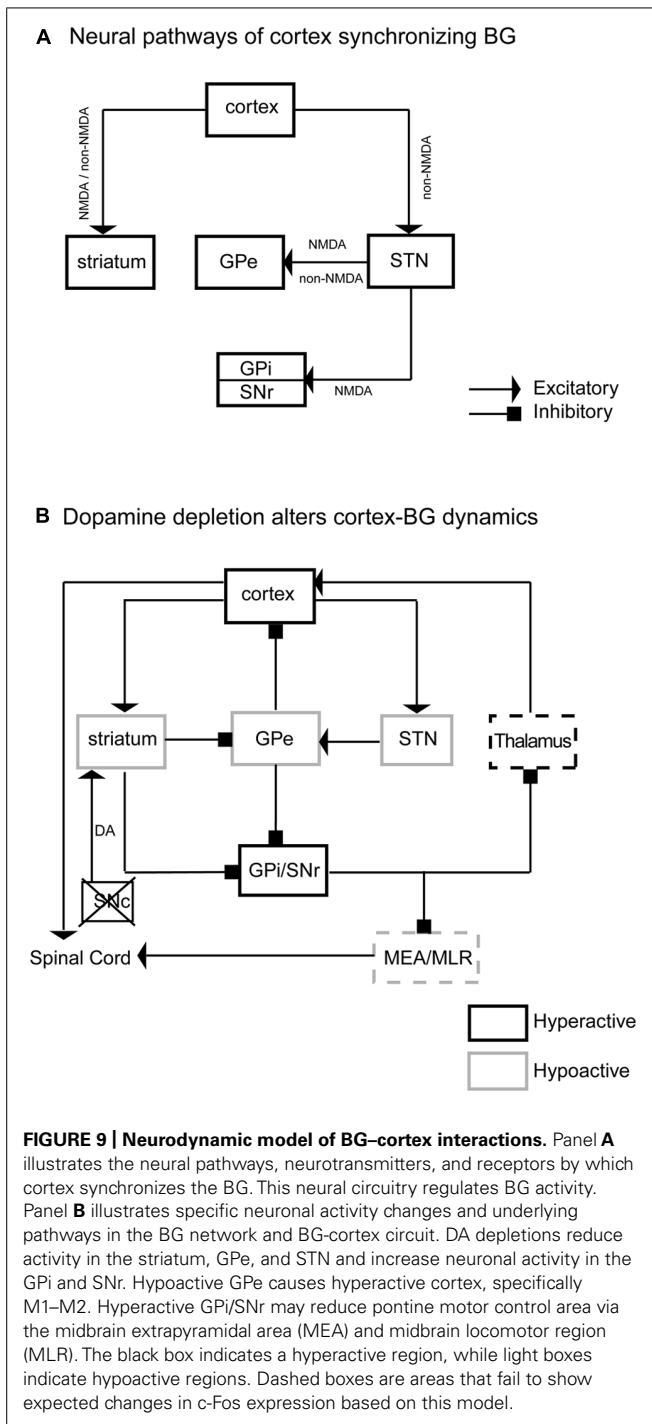 A Neural pathways of cortex synchronizing BG
cortex
NMDA / non-NMDA
non-NMDA
striatum
GPe
NMDA
non-NMDA
STN
GPi
SNr
NMDA
Excitatory
Inhibitory
B Dopamine depletion alters cortex-BG dynamics
cortex
striatum
GPe
STN
Thalamus
DA
GPi/SNr
SNc
Spinal Cord
MEA/MLR
Hyperactive
Hypoactive
FIGURE 9 | Neurodynamic model of BG–cortex interactions. Panel A
illustrates the neural pathways, neurotransmitters, and receptors by which
cortex synchronizes the BG. This neural circuitry regulates BG activity.
Panel B illustrates specific neuronal activity changes and underlying
pathways in the BG network and BG-cortex circuit. DA depletions reduce
activity in the striatum, GPe, and STN and increase neuronal activity in the
GPi and SNr. Hypoactive GPe causes hyperactive cortex, specifically
M1–M2. Hyperactive GPi/SNr may reduce pontine motor control area via
the midbrain extrapyramidal area (MEA) and midbrain locomotor region
(MLR). The black box indicates a hyperactive region, while light boxes
indicate hypoactive regions. Dashed boxes are areas that fail to show
expected changes in c-Fos expression based on this model.